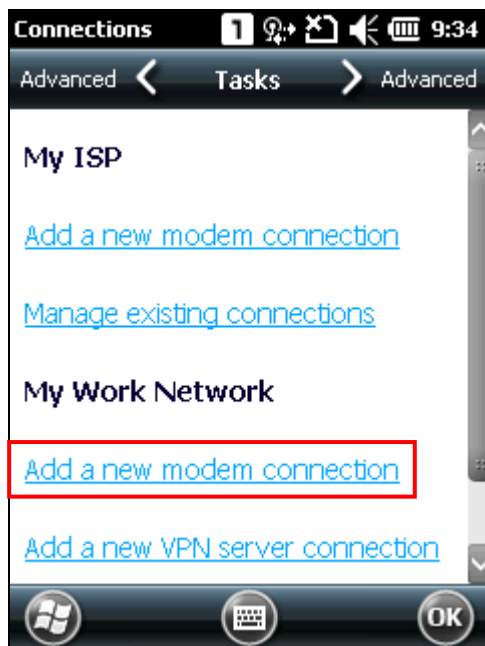 Connections 1 9:34
Advanced Tasks Advanced
My ISP
Add a new modem connection
Manage existing connections
My Work Network
Add a new modem connection
Add a new VPN server connection
OK